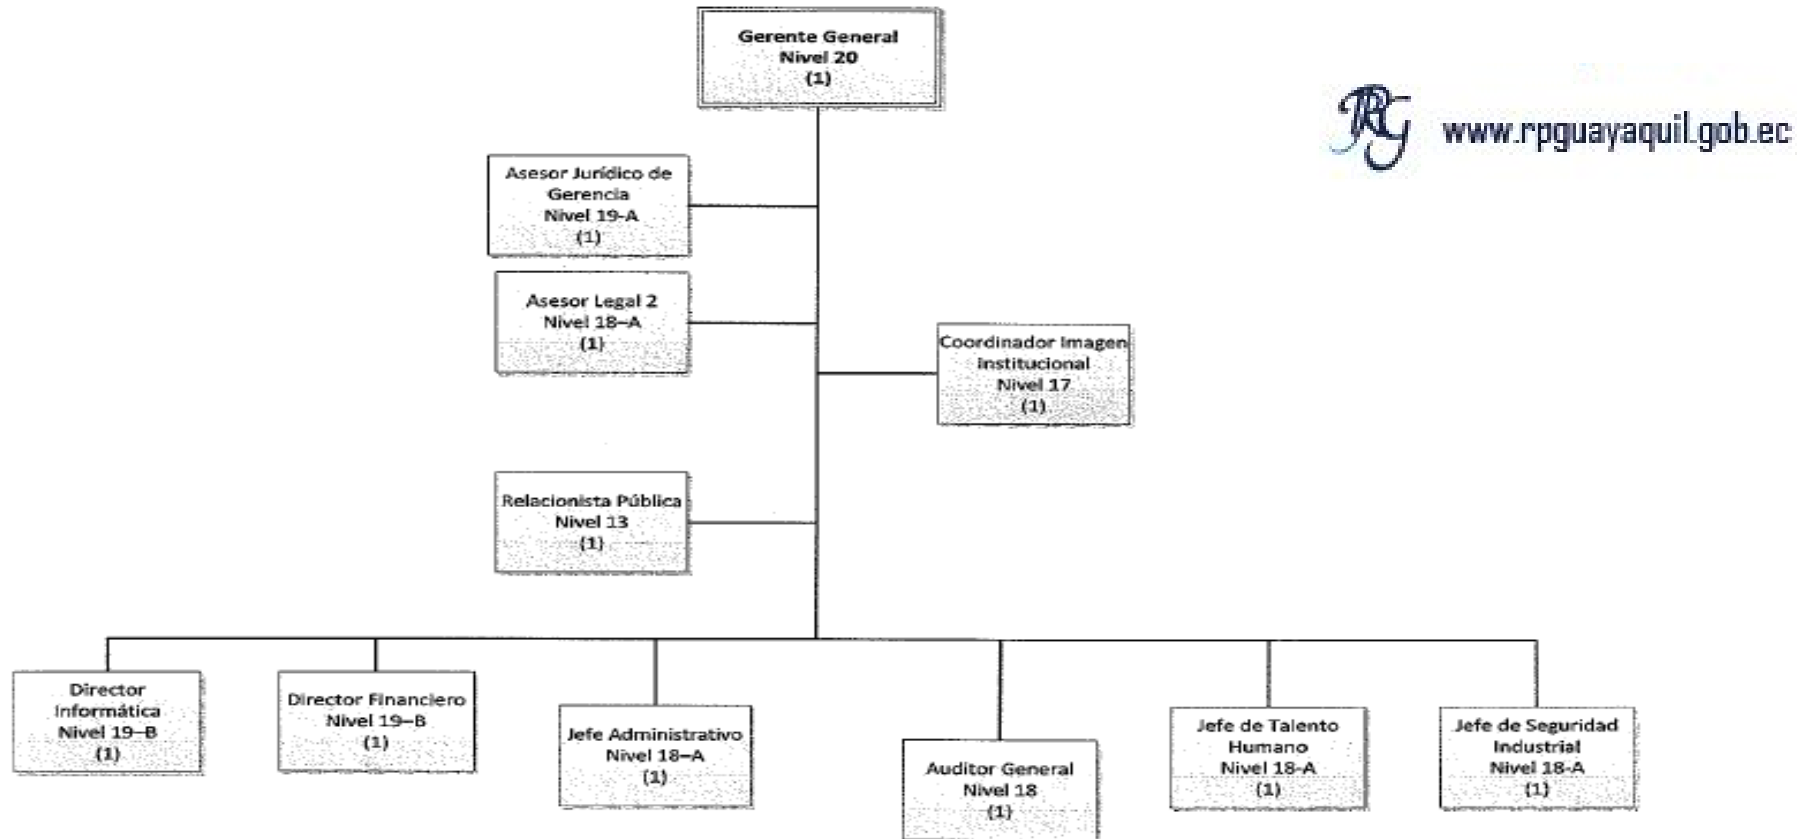 Gerente General
Nivel 20
(1)
www.rpguayaquil.gob.ec
Asesor Jurídico de
Gerencia
Nivel 19-A
(1)
Asesor Legal 2
Nivel 18–A
(1)
Coordinador Imagen
Institucional
Nivel 17
(1)
Relacionista Pública
Nivel 13
(1)
Director
Informática
Nivel 19–B
(1)
Director Financiero
Nivel 19–B
(1)
Jefe Administrativo
Nivel 18–A
(1)
Auditor General
Nivel 18
(1)
Jefe de Talento
Humano
Nivel 18-A
(1)
Jefe de Seguridad
Industrial
Nivel 18-A
(1)